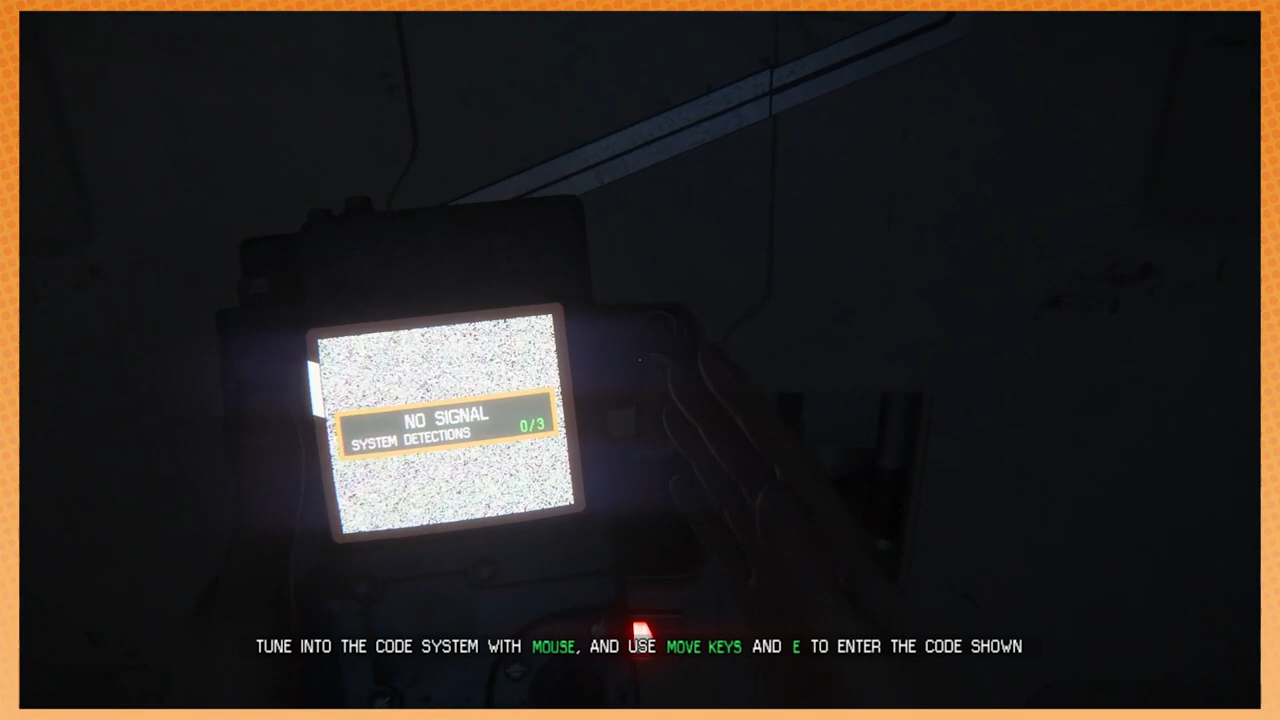 NO SIGNAL
SYSTEM DETECTIONS 0/3
TUNE INTO THE CODE SYSTEM WITH MOUSE, AND USE MOVE KEYS AND E TO ENTER THE CODE SHOWN